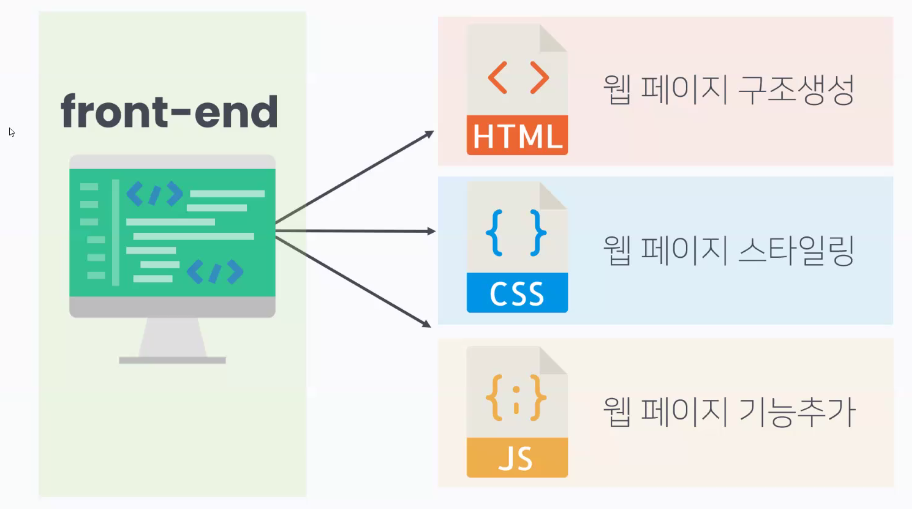 front-end
HTML
웹 페이지 구조생성
CSS
웹 페이지 스타일링
JS
웹 페이지 기능추가